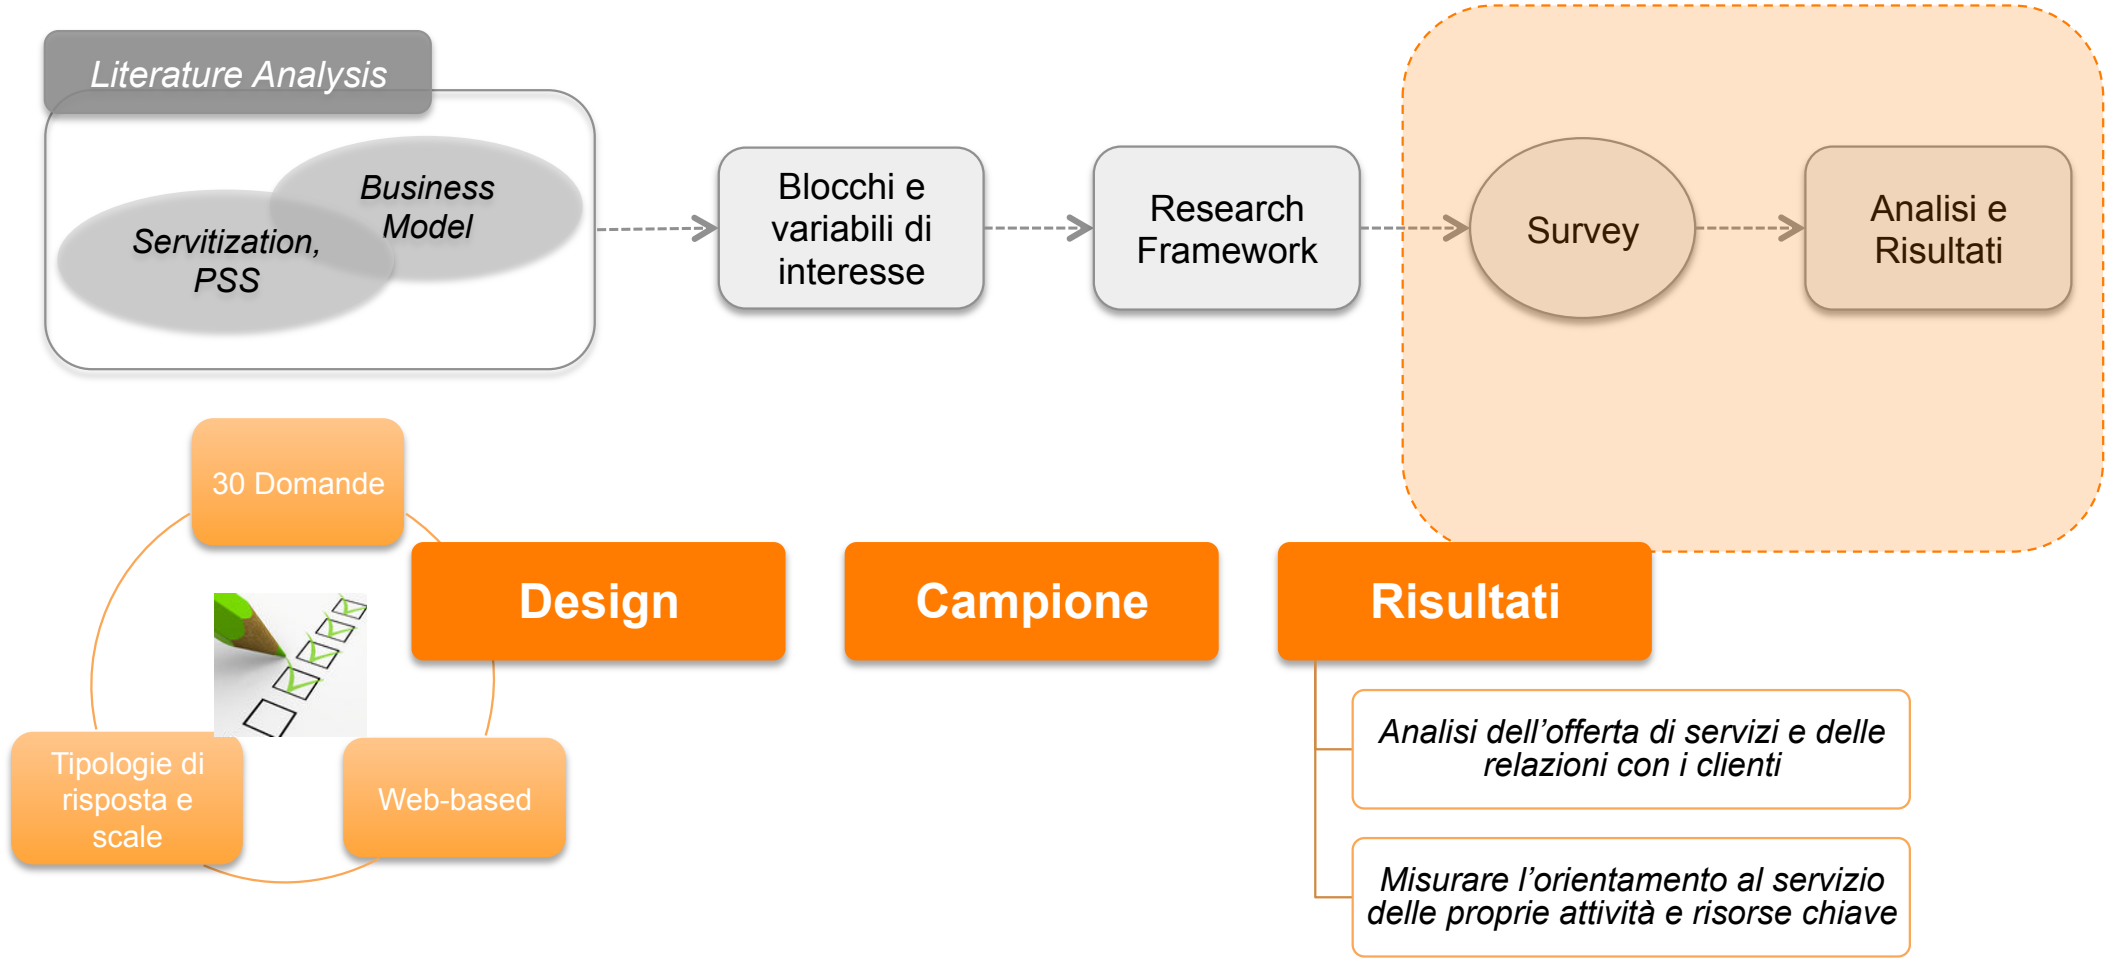 Literature Analysis
Business
Model
Servitization,
PSS
Blocchi e
variabili di
interesse
Research
Framework
Survey
Analisi e
Risultati
30 Domande
Design
Campione
Risultati
Tipologie di
risposta e
scale
Web-based
Analisi dell’offerta di servizi e delle
relazioni con i clienti
Misurare l’orientamento al servizio
delle proprie attività e risorse chiave